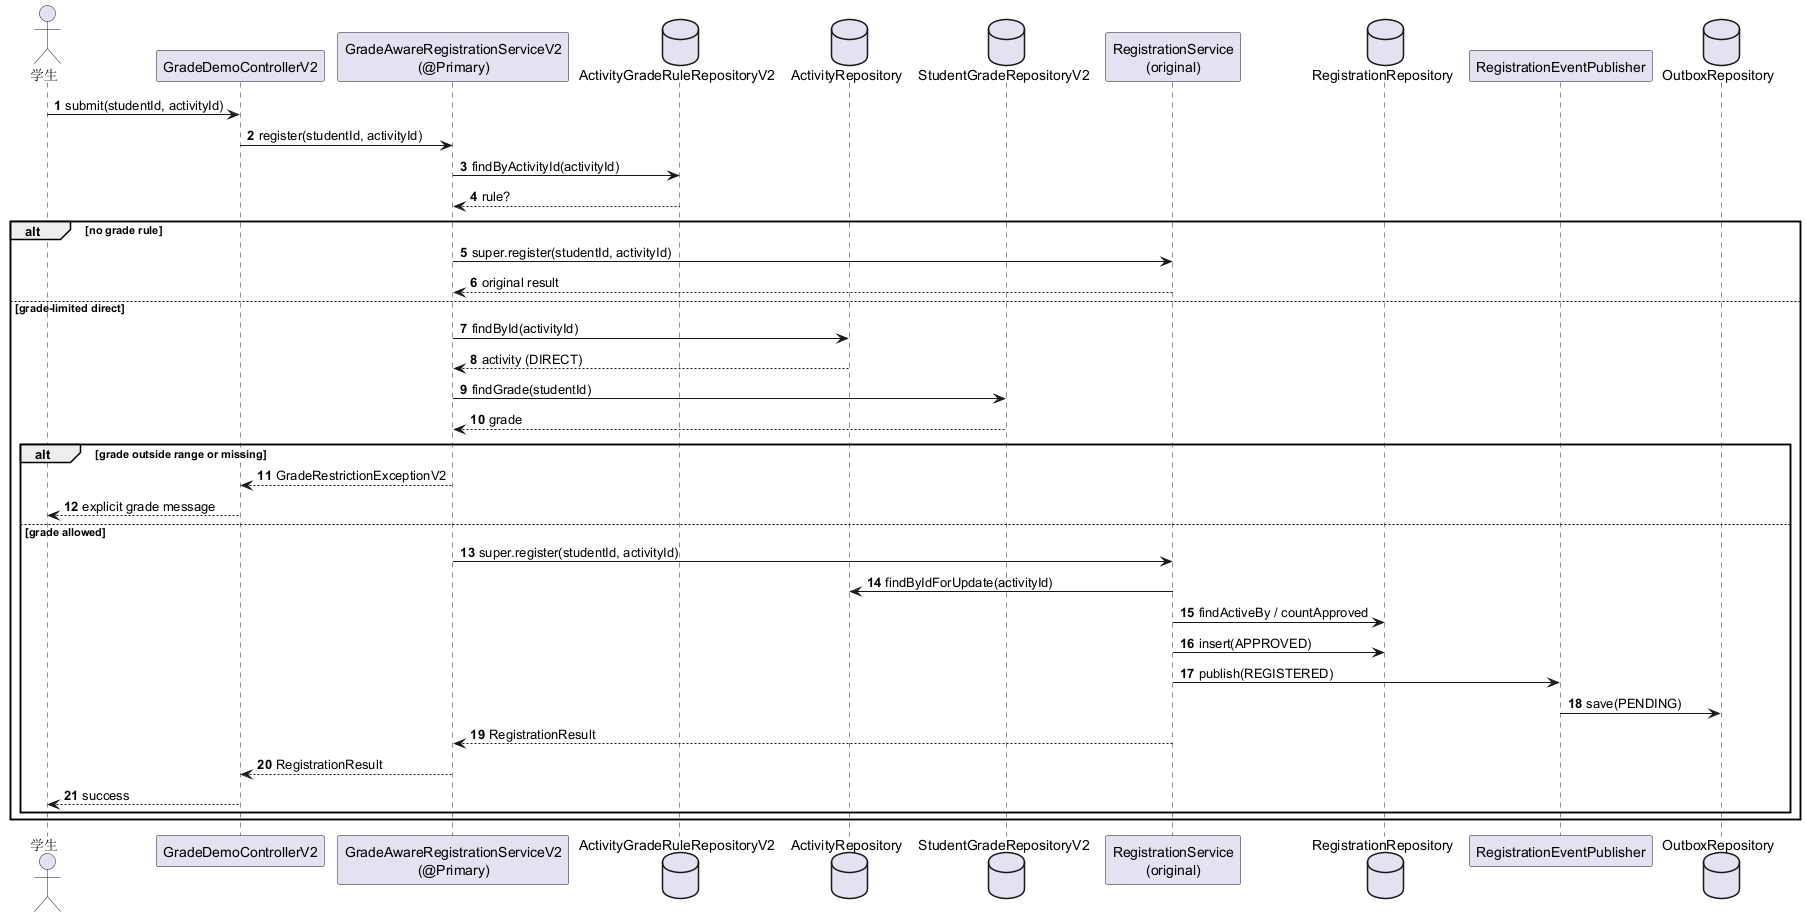 学生
GradeDemoControllerV2
GradeAwareRegistrationServiceV2
(@Primary)
ActivityGradeRuleRepositoryV2
ActivityRepository
StudentGradeRepositoryV2
RegistrationService
(original)
RegistrationRepository
RegistrationEventPublisher
OutboxRepository
1 submit(studentId, activityId)
2 register(studentId, activityId)
3 findByActivityId(activityId)
4 rule?
alt [no grade rule]
5 super.register(studentId, activityId)
6 original result
[grade-limited direct]
7 findById(activityId)
8 activity (DIRECT)
9 findGrade(studentId)
10 grade
alt [grade outside range or missing]
11 GradeRestrictionExceptionV2
12 explicit grade message
[grade allowed]
13 super.register(studentId, activityId)
14 findByIdForUpdate(activityId)
15 findActiveBy / countApproved
16 insert(APPROVED)
17 publish(REGISTERED)
18 save(PENDING)
19 RegistrationResult
20 RegistrationResult
21 success
学生
GradeDemoControllerV2
GradeAwareRegistrationServiceV2
(@Primary)
ActivityGradeRuleRepositoryV2
ActivityRepository
StudentGradeRepositoryV2
RegistrationService
(original)
RegistrationRepository
RegistrationEventPublisher
OutboxRepository